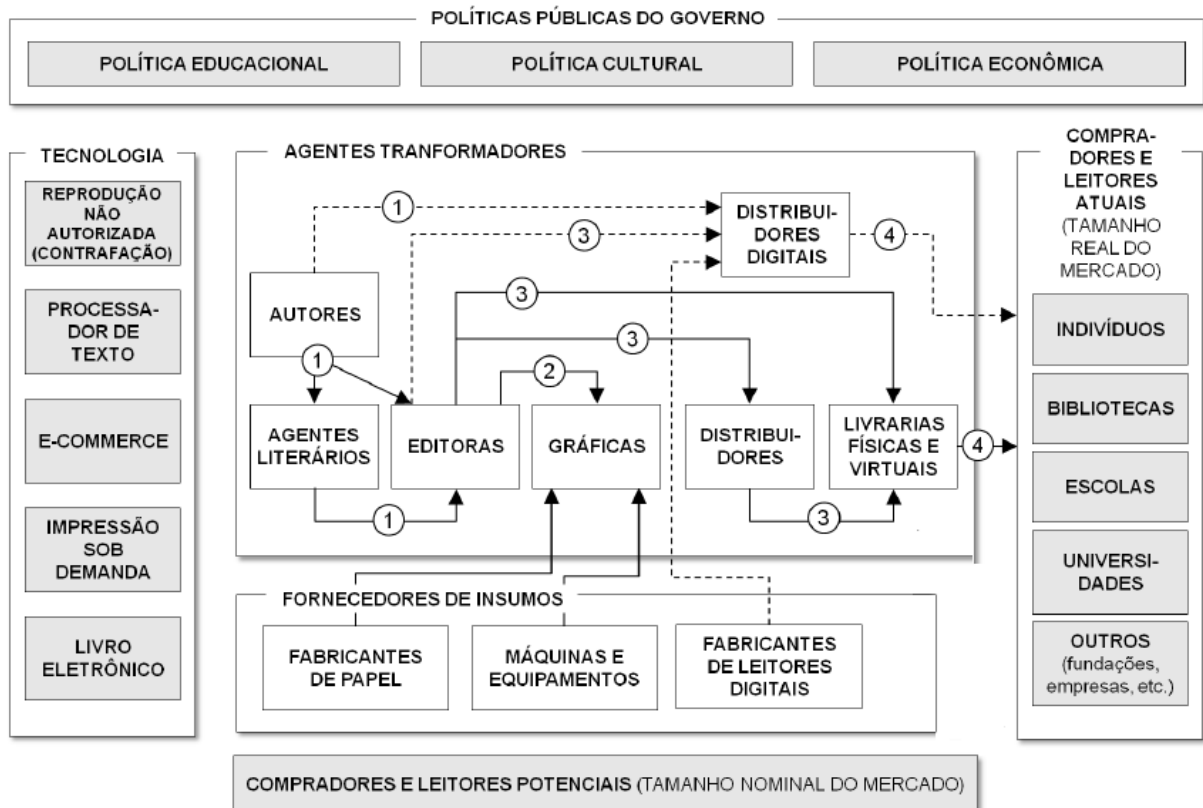 POLÍTICAS PÚBLICAS DO GOVERNO
POLÍTICA EDUCACIONAL
POLÍTICA CULTURAL
POLÍTICA ECONÔMICA
TECNOLOGIA
REPRODUÇÃO
NÃO
AUTORIZADA
(CONTRAFAÇÃO)
PROCESSA-
DOR DE
TEXTO
E-COMMERCE
IMPRESSÃO
SOB
DEMANDA
LIVRO
ELETRÔNICO
AGENTES TRANFORMADORES
1
3
DISTRIBUI-
DORES
DIGITAIS
4
AUTORES
3
3
1
2
AGENTES
LITERÁRIOS
EDITORAS
GRÁFICAS
DISTRIBUI-
DORES
LIVRARIAS
FÍSICAS E
VIRTUAIS
4
1
3
FORNECEDORES DE INSUMOS
FABRICANTES
DE PAPEL
MÁQUINAS E
EQUIPAMENTOS
FABRICANTES
DE LEITORES
DIGITAIS
COMPRA-
DORES E
LEITORES
ATUAIS
(TAMANHO
REAL DO
MERCADO)
INDIVÍDUOS
BIBLIOTECAS
ESCOLAS
UNIVERSI-
DADES
OUTROS
(fundações,
empresas, etc.)
COMPRADORES E LEITORES POTENCIAIS (TAMANHO NOMINAL DO MERCADO)